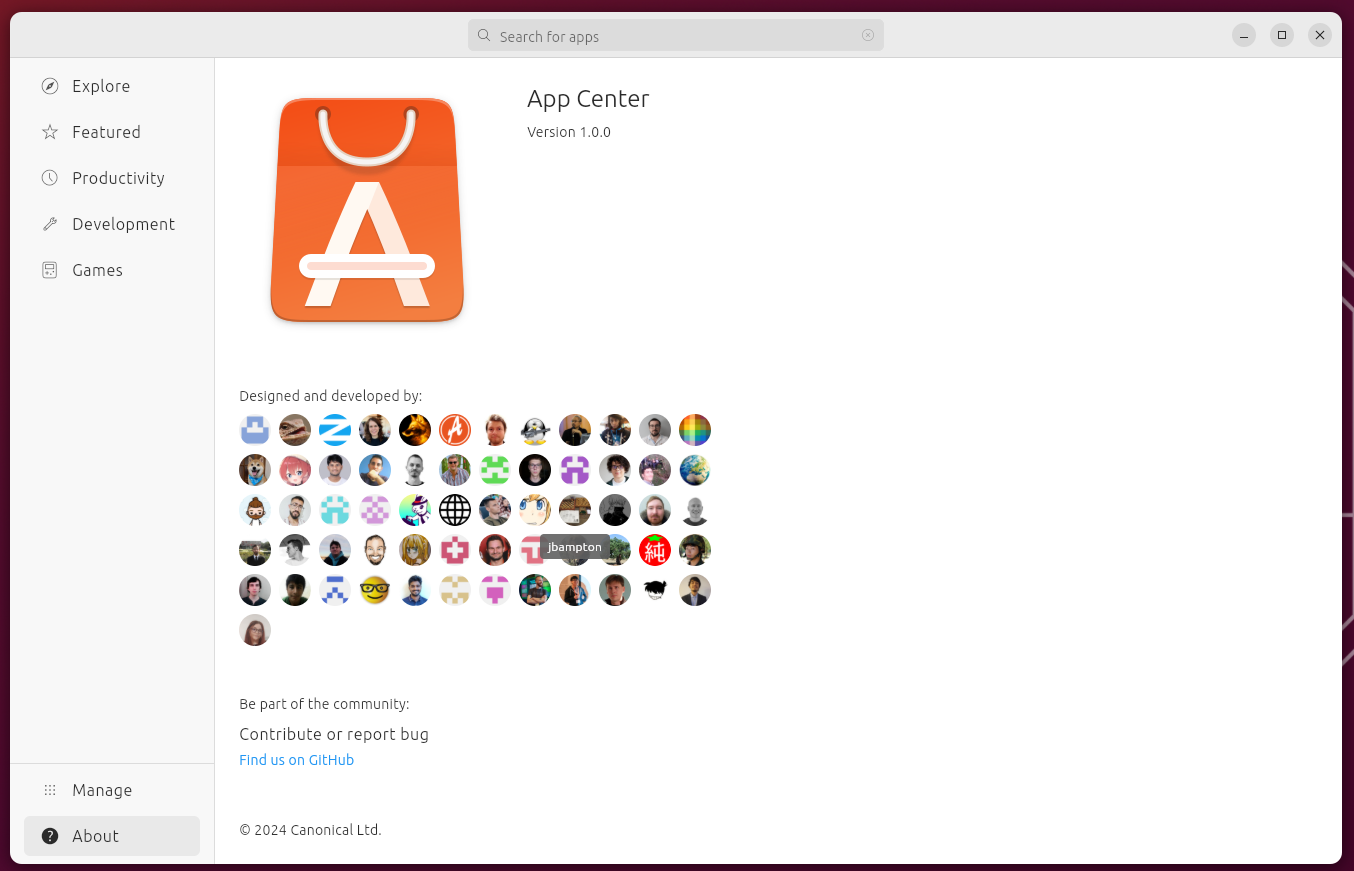 Search for apps
Explore
Featured
Productivity
Development
Games
Manage
About
App Center
Version 1.0.0
Designed and developed by:
jbampton
純
Be part of the community:
Contribute or report bug
Find us on GitHub
© 2024 Canonical Ltd.